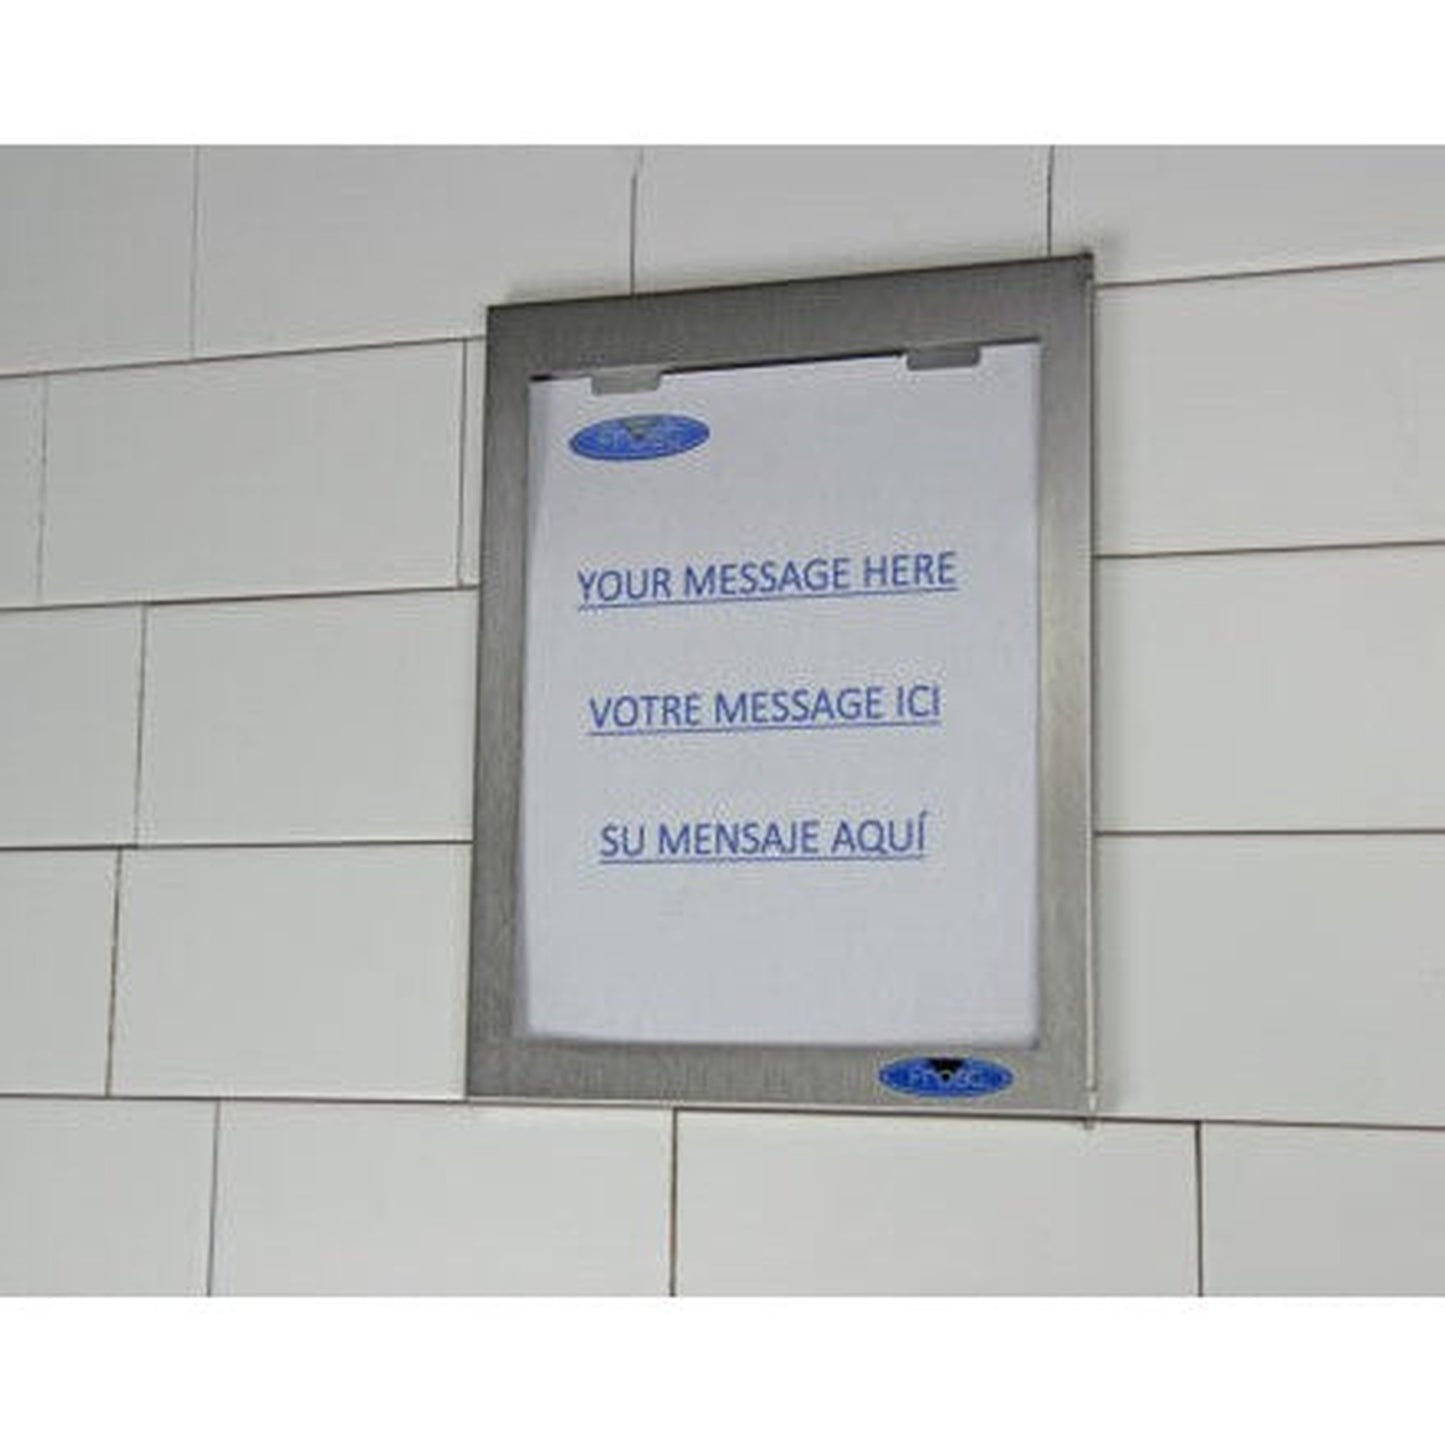 YOUR MESSAGE HERE
VOTRE MESSAGE ICI
SU MENSAJE AQUÍ